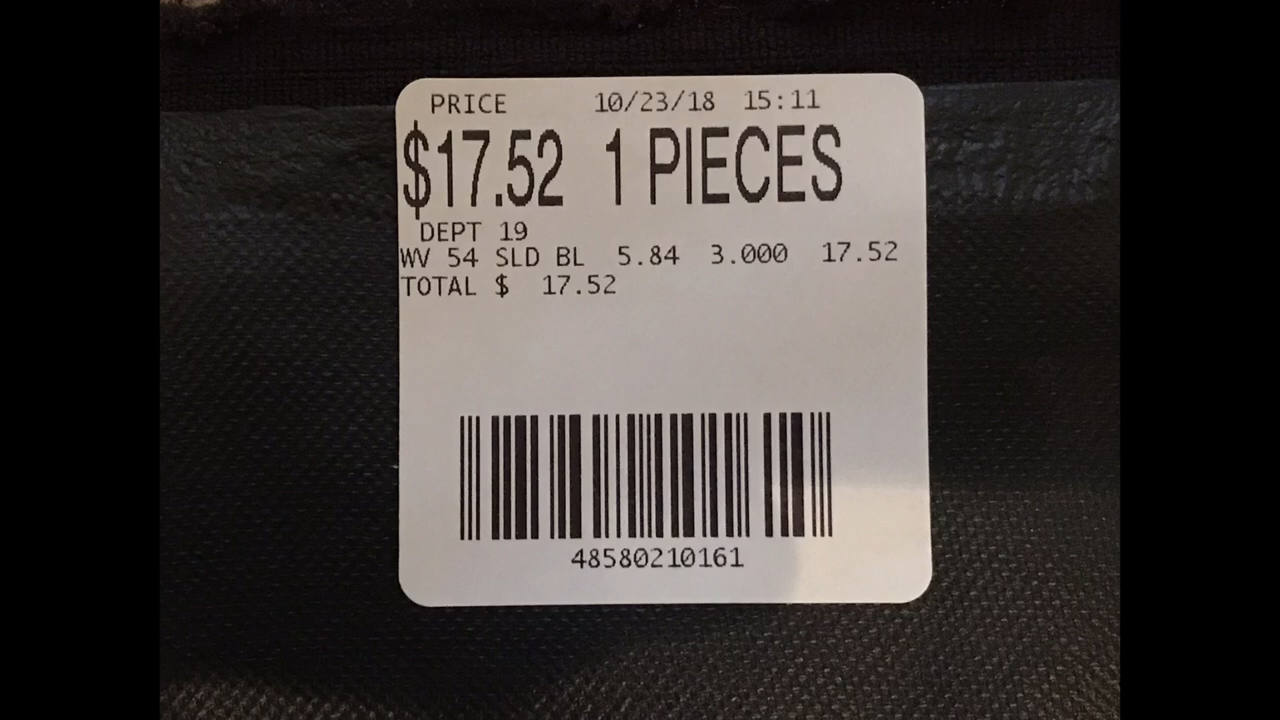 PRICE 10/23/18 15:11
$17.52 1 PIECES
DEPT 19
WV 54 SLD BL 5.84 3.000 17.52
TOTAL $ 17.52
48580210161